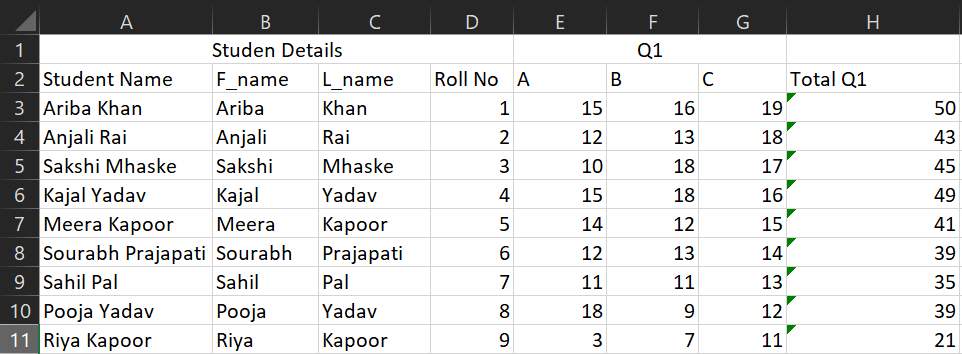 A B C D E F G H
1 Studen Details Q1
2 Student Name F_name L_name Roll No A B C Total Q1
3 Ariba Khan Ariba Khan 1 15 16 19 50
4 Anjali Rai Anjali Rai 2 12 13 18 43
5 Sakshi Mhaske Sakshi Mhaske 3 10 18 17 45
6 Kajal Yadav Kajal Yadav 4 15 18 16 49
7 Meera Kapoor Meera Kapoor 5 14 12 15 41
8 Sourabh Prajapati Sourabh Prajapati 6 12 13 14 39
9 Sahil Pal Sahil Pal 7 11 11 13 35
10 Pooja Yadav Pooja Yadav 8 18 9 12 39
11 Riya Kapoor Riya Kapoor 9 3 7 11 21